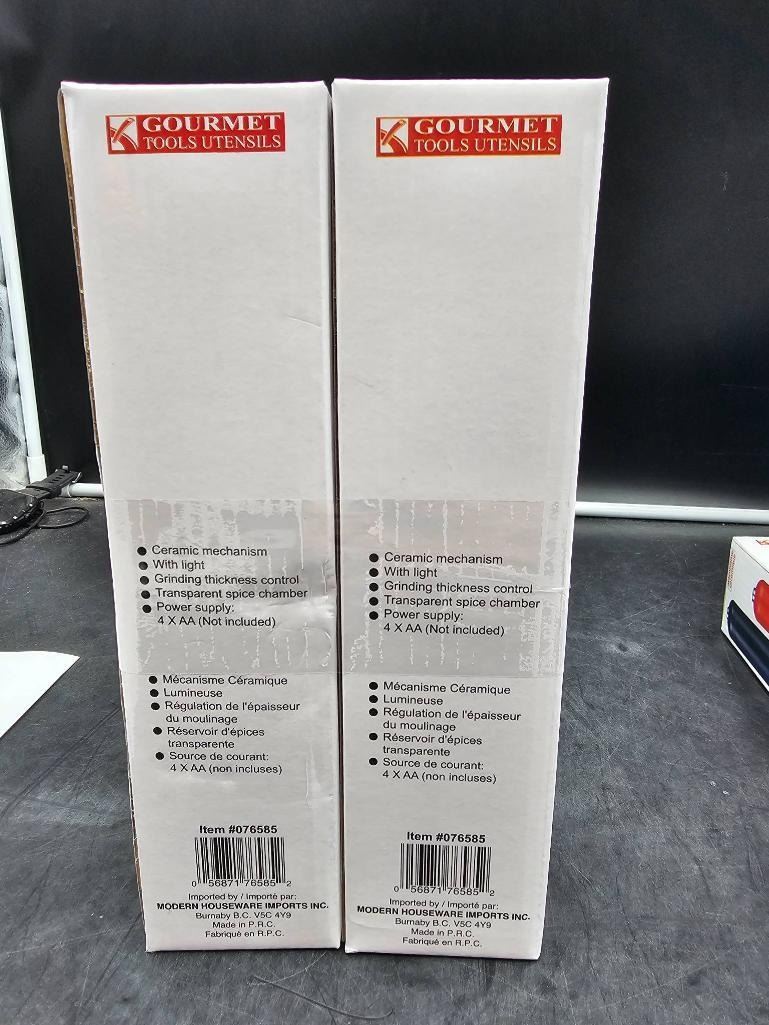 GOURMET
TOOLS UTENSILS
● Ceramic mechanism
● With light
● Grinding thickness control
● Transparent spice chamber
● Power supply:
4 X AA (Not included)
● Mécanisme Céramique
● Lumineuse
● Régulation de l'épaisseur
du moulinage
● Réservoir d'épices
transparente
● Source de courant:
4 X AA (non incluses)
Item #076585
0 56871 76585 2
Imported by / Importé par:
MODERN HOUSEWARE IMPORTS INC.
Burnaby B.C. V5C 4Y9
Made in P.R.C.
Fabriqué en R.P.C.
GOURMET
TOOLS UTENSILS
● Ceramic mechanism
● With light
● Grinding thickness control
● Transparent spice chamber
● Power supply:
4 X AA (Not included)
● Mécanisme Céramique
● Lumineuse
● Régulation de l'épaisseur
du moulinage
● Réservoir d'épices
transparente
● Source de courant:
4 X AA (non incluses)
Item #076585
0 56871 76585 2
Imported by / Importé par:
MODERN HOUSEWARE IMPORTS INC.
Burnaby B.C. V5C 4Y9
Made in P.R.C.
Fabriqué en R.P.C.